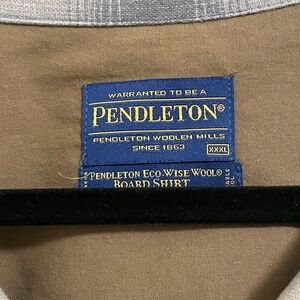 WARRANTED TO BE A
PENDLETON®
PENDLETON WOOLEN MILLS
SINCE 1863
XXXL
PENDLETON ECO-WISE WOOL®
BOARD SHIRT